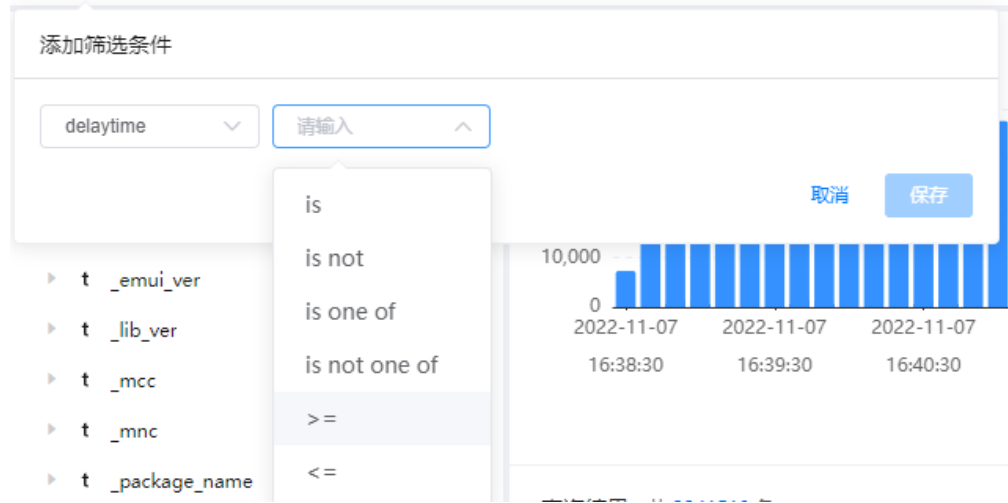 添加筛选条件
delaytime
请输入
取消
保存
is
is not
is one of
is not one of
>=
<=
t _emui_ver
t _lib_ver
t _mcc
t _mnc
t _package_name
10,000
0
2022-11-07 16:38:30
2022-11-07 16:39:30
2022-11-07 16:40:30